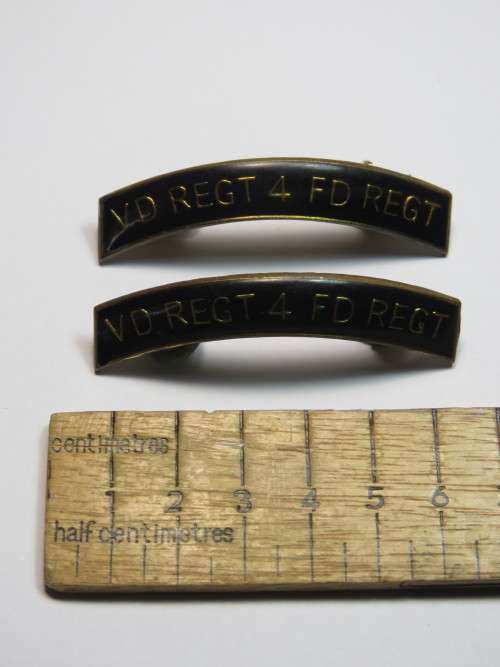 VD REGT 4 FD REGT
VD REGT 4 FD REGT
centimetres
1 2 3 4 5 6
half centimetres